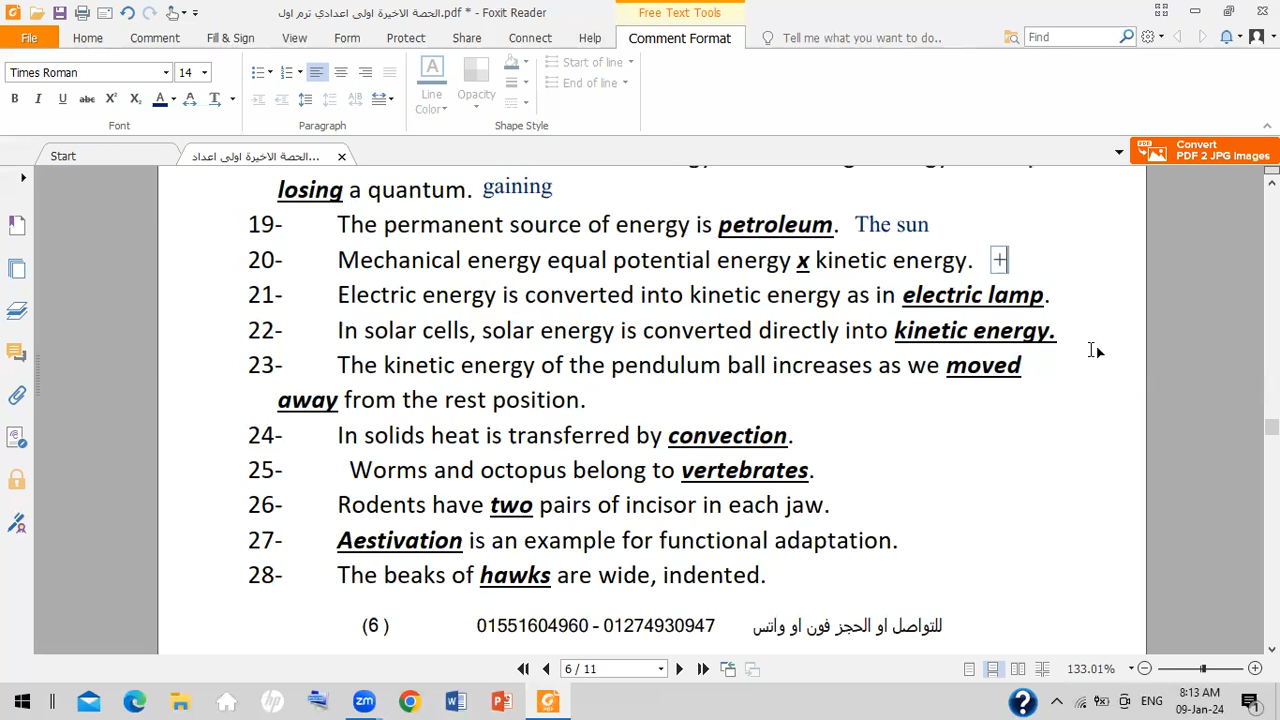 الحصة الاخيرة اولى اعدادي ترم اول.pdf * - Foxit Reader
Free Text Tools
File Home Comment Fill & Sign View Form Protect Share Connect Help Comment Format Tell me what you want to do.. Find
Times Roman 14
Line Color Opacity
Start of line
End of line
Font Paragraph Shape Style
Start
الحصة الاخيرة اولى اعداد...
Convert PDF 2 JPG Images
losing a quantum. gaining
19- The permanent source of energy is petroleum. The sun
20- Mechanical energy equal potential energy x kinetic energy. +
21- Electric energy is converted into kinetic energy as in electric lamp.
22- In solar cells, solar energy is converted directly into kinetic energy.
23- The kinetic energy of the pendulum ball increases as we moved
away from the rest position.
24- In solids heat is transferred by convection.
25- Worms and octopus belong to vertebrates.
26- Rodents have two pairs of incisor in each jaw.
27- Aestivation is an example for functional adaptation.
28- The beaks of hawks are wide, indented.
(6 ) 01551604960 - 01274930947 للتواصل او الحجز فون او واتس
6 / 11 133.01%
ENG 8:13 AM
09-Jan-24